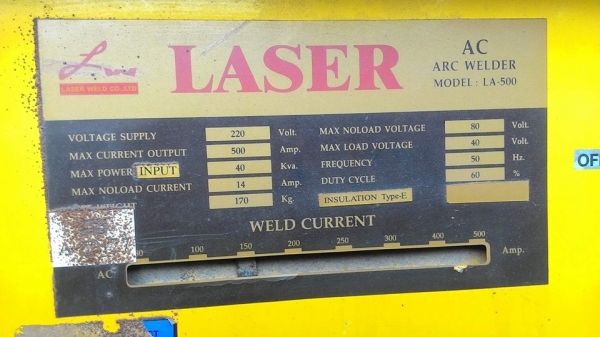 LASER WELD CO.,LTD
LASER
AC
ARC WELDER
MODEL : LA-500
VOLTAGE SUPPLY 220 Volt.
MAX CURRENT OUTPUT 500 Amp.
MAX POWER INPUT 40 Kva.
MAX NOLOAD CURRENT 14 Amp.
170 Kg.
MAX NOLOAD VOLTAGE 80 Volt.
MAX LOAD VOLTAGE 40 Volt.
FREQUENCY 50 Hz.
DUTY CYCLE 60 %
INSULATION Type-E
WELD CURRENT
100 150 200 250 300 400 500 Amp.
AC
OF